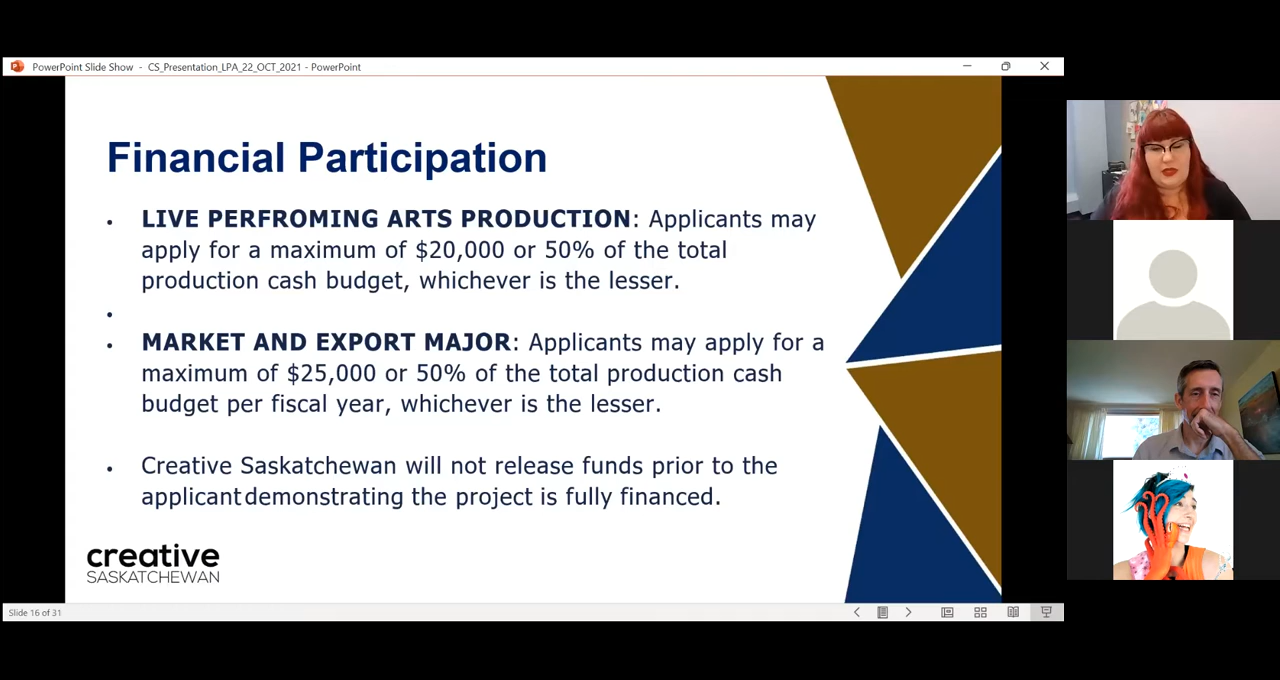 PowerPoint Slide Show - CS_Presentation_LPA_22_OCT_2021 - PowerPoint
Financial Participation
• LIVE PERFROMING ARTS PRODUCTION: Applicants may
apply for a maximum of $20,000 or 50% of the total
production cash budget, whichever is the lesser.
•
• MARKET AND EXPORT MAJOR: Applicants may apply for a
maximum of $25,000 or 50% of the total production cash
budget per fiscal year, whichever is the lesser.
• Creative Saskatchewan will not release funds prior to the
applicant demonstrating the project is fully financed.
creative
SASKATCHEWAN
Slide 16 of 31